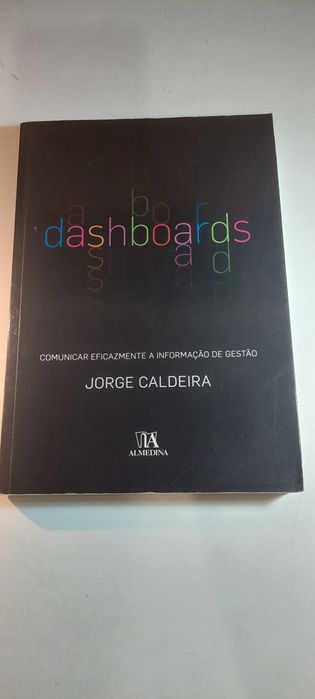 dashboards
COMUNICAR EFICAZMENTE A INFORMAÇÃO DE GESTÃO
JORGE CALDEIRA
ALMEDINA